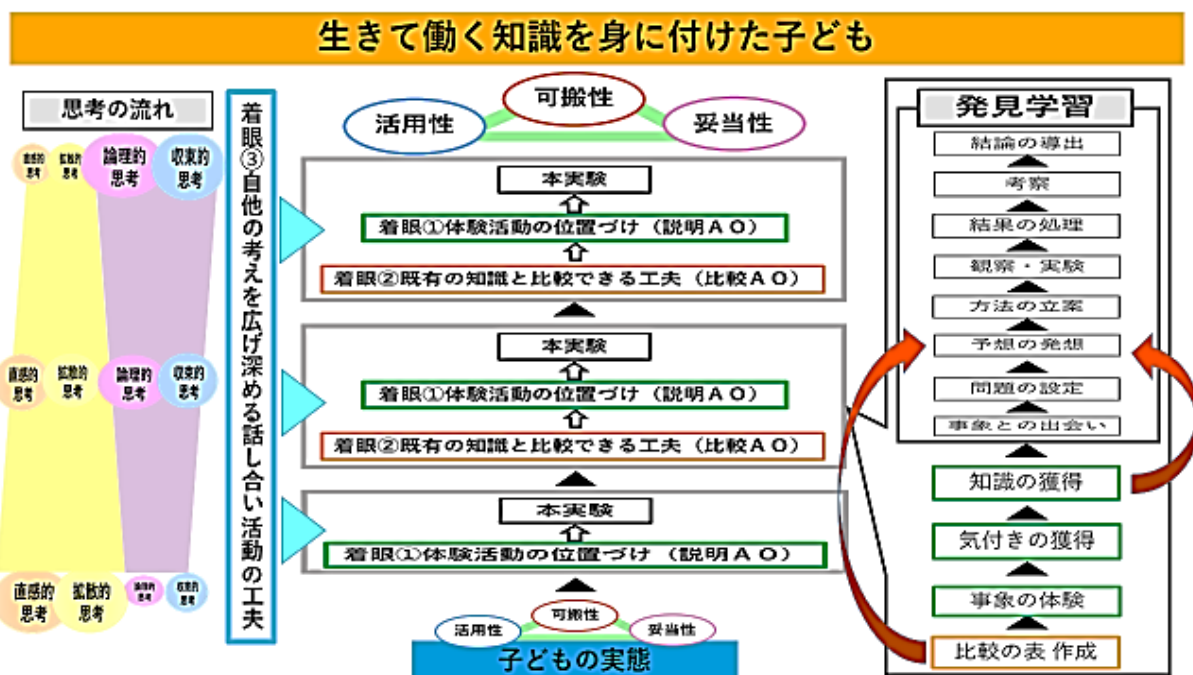 生きて働く知識を身に付けた子ども
思考の流れ
直感的
思考
拡散的
思考
論理的
思考
収束的
思考
直感的
思考
拡散的
思考
論理的
思考
収束的
思考
直感的
思考
拡散的
思考
論理的
思考
収束的
思考
着眼③自他の考えを広げ深める話し合い活動の工夫
活用性
可搬性
妥当性
本実験
着眼①体験活動の位置づけ（説明ＡＯ）
着眼②既有の知識と比較できる工夫（比較ＡＯ）
本実験
着眼①体験活動の位置づけ（説明ＡＯ）
着眼②既有の知識と比較できる工夫（比較ＡＯ）
本実験
着眼①体験活動の位置づけ（説明ＡＯ）
活用性
可搬性
妥当性
子どもの実態
発見学習
結論の導出
考察
結果の処理
観察・実験
方法の立案
予想の発想
問題の設定
事象との出会い
知識の獲得
気付きの獲得
事象の体験
比較の表 作成